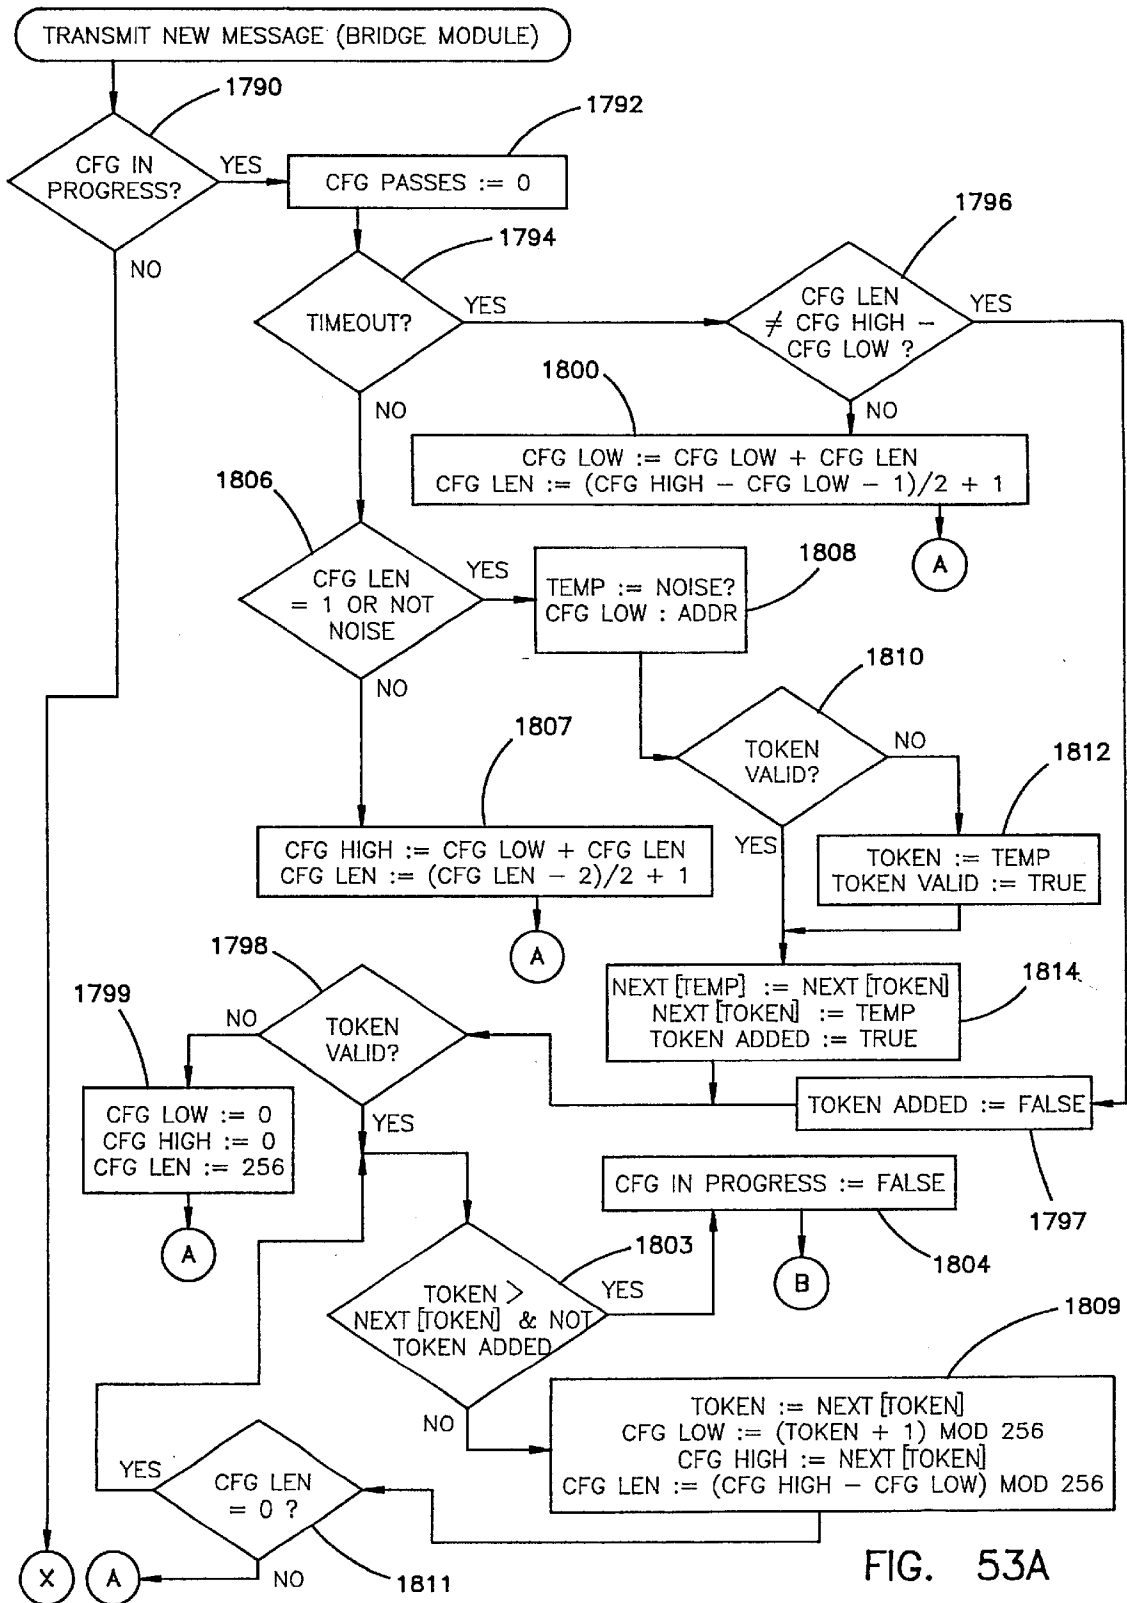 TRANSMIT NEW MESSAGE (BRIDGE MODULE)
1790
CFG IN
PROGRESS?
YES
NO
1792
CFG PASSES := 0
1794
TIMEOUT?
YES
NO
1796
CFG LEN
≠ CFG HIGH –
CFG LOW ?
YES
NO
1800
CFG LOW := CFG LOW + CFG LEN
CFG LEN := (CFG HIGH – CFG LOW – 1)/2 + 1
A
1806
CFG LEN
= 1 OR NOT
NOISE
YES
NO
1808
TEMP := NOISE?
CFG LOW : ADDR
1810
TOKEN
VALID?
NO
YES
1812
TOKEN := TEMP
TOKEN VALID := TRUE
1807
CFG HIGH := CFG LOW + CFG LEN
CFG LEN := (CFG LEN – 2)/2 + 1
A
1814
NEXT [TEMP] := NEXT [TOKEN]
NEXT [TOKEN] := TEMP
TOKEN ADDED := TRUE
1798
TOKEN
VALID?
NO
YES
1799
CFG LOW := 0
CFG HIGH := 0
CFG LEN := 256
A
TOKEN ADDED := FALSE
1797
CFG IN PROGRESS := FALSE
1804
B
1803
TOKEN >
NEXT [TOKEN] & NOT
TOKEN ADDED
YES
NO
1809
TOKEN := NEXT [TOKEN]
CFG LOW := (TOKEN + 1) MOD 256
CFG HIGH := NEXT [TOKEN]
CFG LEN := (CFG HIGH – CFG LOW) MOD 256
CFG LEN
= 0 ?
YES
NO
1811
X
A
FIG. 53A